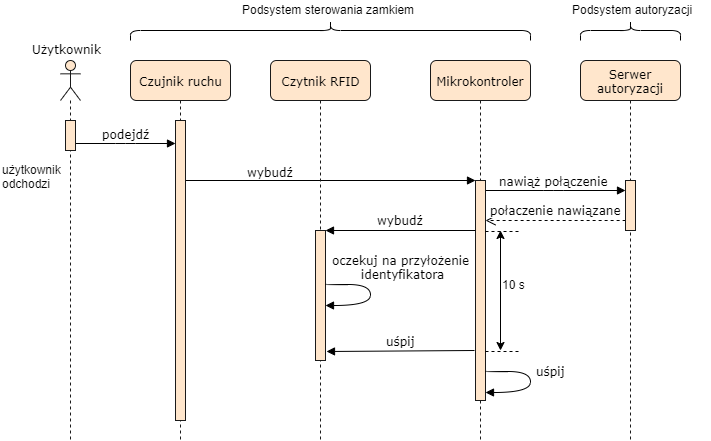 Podsystem sterowania zamkiem
Podsystem autoryzacji
Użytkownik
Czujnik ruchu
Czytnik RFID
Mikrokontroler
Serwer
autoryzacji
podejdź
użytkownik
odchodzi
wybudź
nawiąż połączenie
połaczenie nawiązane
wybudź
oczekuj na przyłożenie
identyfikatora
10 s
uśpij
uśpij